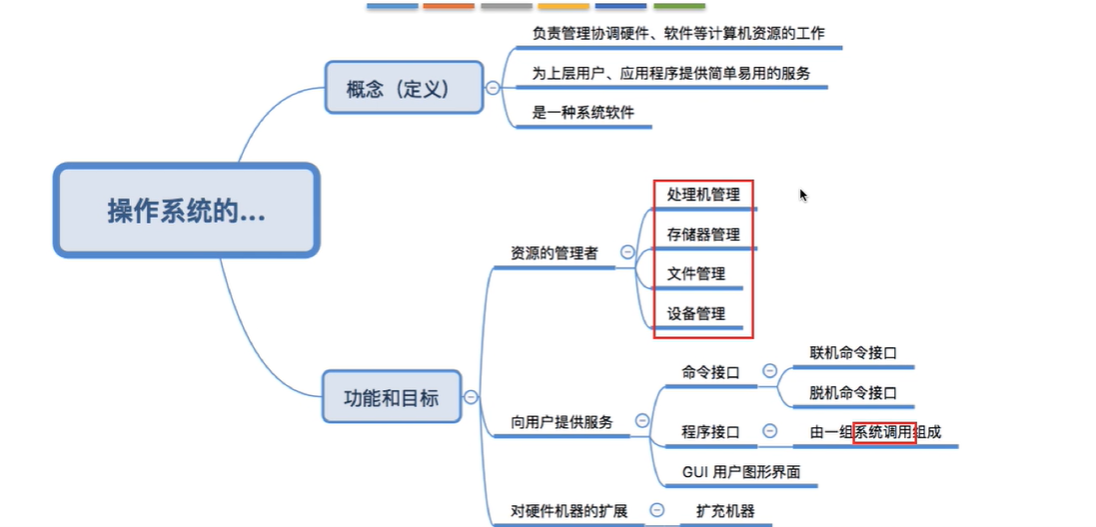 负责管理协调硬件、软件等计算机资源的工作
为上层用户、应用程序提供简单易用的服务
概念（定义）
是一种系统软件
操作系统的...
处理机管理
存储器管理
资源的管理者
文件管理
设备管理
联机命令接口
命令接口
脱机命令接口
功能和目标
向用户提供服务
程序接口
由一组系统调用组成
GUI 用户图形界面
对硬件机器的扩展
扩充机器